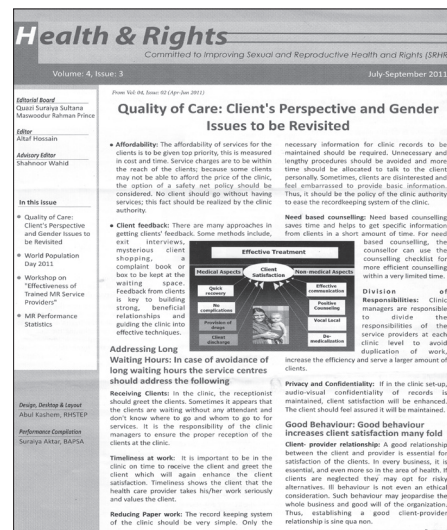 Health & Rights
Committed to Improving Sexual and Reproductive Health and Rights (SRHR
Volume: 4, Issue: 3
July-September 2011
Editorial Board
Quazi Suraiya Sultana
Maswoodur Rahman Prince
Editor
Altaf Hossain
Advisory Editor
Shahnoor Wahid
In this Issue
Quality of Care:
Client's Perspective
and Gender Issues to
be Revisited
World Population
Day 2011
Workshop on
"Effectiveness of
Trained MR Service
Providers"
MR Performance
Statistics
Design, Desktop & Layout
Abul Kashem, RHSTEP
Performance Compilation
Suraiya Aktar, BAPSA
From Vol: 04, Issue: 02 (Apr-Jun 2011)
Quality of Care: Client's Perspective and Gender
Issues to be Revisited
• Affordability: The affordability of services for the
clients is to be given top priority, this is measured
in cost and time. Service charges are to be within
the reach of the clients; because some clients
may not be able to afford the price of the clinic,
the option of a safety net policy should be
considered. No client should go without having
services; this fact should be realized by the clinic
authority.
• Client feedback: There are many approaches in
getting clients' feedback. Some methods include,
exit interviews,
mysterious client
shopping, a
complaint book or
box to be kept at the
waiting space.
Feedback from clients
is key to building
strong, beneficial
relationships and
guiding the clinic into
effective techniques.
Addressing Long
Waiting Hours: In case of avoidance of
long waiting hours the service centres
should address the following
Receiving Clients: In the clinic, the receptionist
should greet the clients. Sometimes it appears that
the clients are waiting without any attendant and
don't know where to go and whom to go to for
services. It is the responsibility of the clinic
managers to ensure the proper reception of the
clients at the clinic.
Timeliness at work: It is important to be in the
clinic on time to receive the client and greet the
client which will again enhance the client
satisfaction. Timeliness shows the client that the
health care provider takes his/her work seriously
and values the client.
Reducing Paper work: The record keeping system
of the clinic should be very simple. Only the
Effective Treatment
Medical Aspects
Client
Satisfaction
Non-medical Aspects
Quick
recovery
No
complications
Provision of
drugs
Client
discharge
Effective
communication
Positive
Counseling
Vocal Local
De-
medicalization
necessary information for clinic records to be
maintained should be required. Unnecessary and
lengthy procedures should be avoided and more
time should be allocated to talk to the client
personally. Sometimes, clients are disinterested and
feel embarrassed to provide basic information.
Thus, it should be the policy of the clinic authority
to ease the recordkeeping system of the clinic.
Need based counselling: Need based counselling
saves time and helps to get specific information
from clients in a short amount of time. For need
based counselling, the
counsellor can use the
counselling checklist for
more efficient counselling
within a very limited time.
Division of
Responsibilities: Clinic
managers are responsible
to divide the
responsibilities of the
service providers at each
clinic level to avoid
duplication of work,
increase the efficiency and serve a larger amount of
clients.
Privacy and Confidentiality: If in the clinic set-up,
audio-visual confidentiality of records is
maintained, client satisfaction will be enhanced.
The client should feel assured it will be maintained.
Good Behaviour: Good behaviour
increases client satisfaction many fold
Client- provider relationship: A good relationship
between the client and provider is essential for
satisfaction of the clients. In every business, it is
essential, and even more so in the area of health. If
clients are neglected they may opt for risky
alternatives. Ill behaviour is not even an ethical
consideration. Such behaviour may jeopardise the
whole business and good will of the organization.
Thus, establishing a good client-provider
relationship is sine qua non.